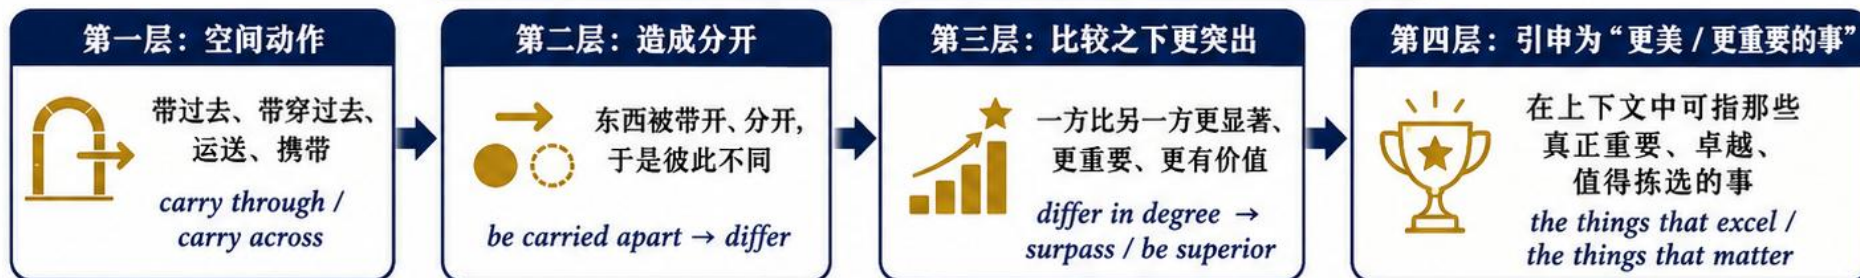 第一层：空间动作
带过去、带穿过去、
运送、携带
carry through /
carry across
第二层：造成分开
东西被带开、分开，
于是彼此不同
be carried apart → differ
第三层：比较之下更突出
一方比另一方更显著、
更重要、更有价值
differ in degree →
surpass / be superior
第四层：引申为“更美 / 更重要的事”
在上下文中可指那些
真正重要、卓越、
值得拣选的事
the things that excel /
the things that matter